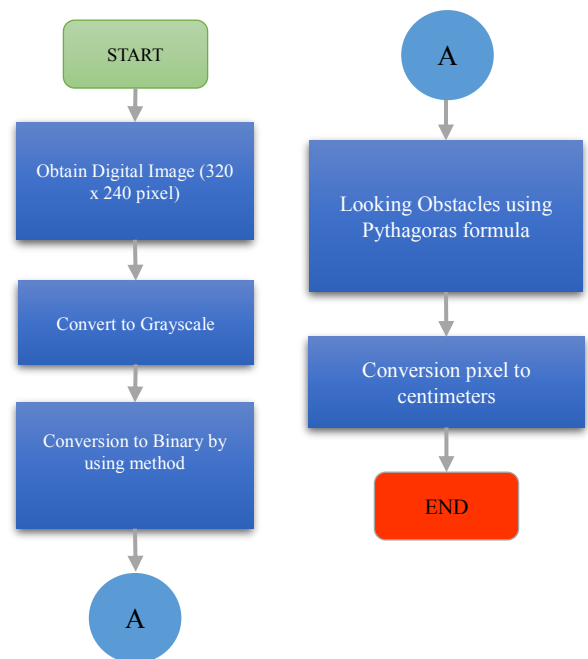 START
Obtain Digital Image (320
x 240 pixel)
Convert to Grayscale
Conversion to Binary by
using method
A
A
Looking Obstacles using
Pythagoras formula
Conversion pixel to
centimeters
END